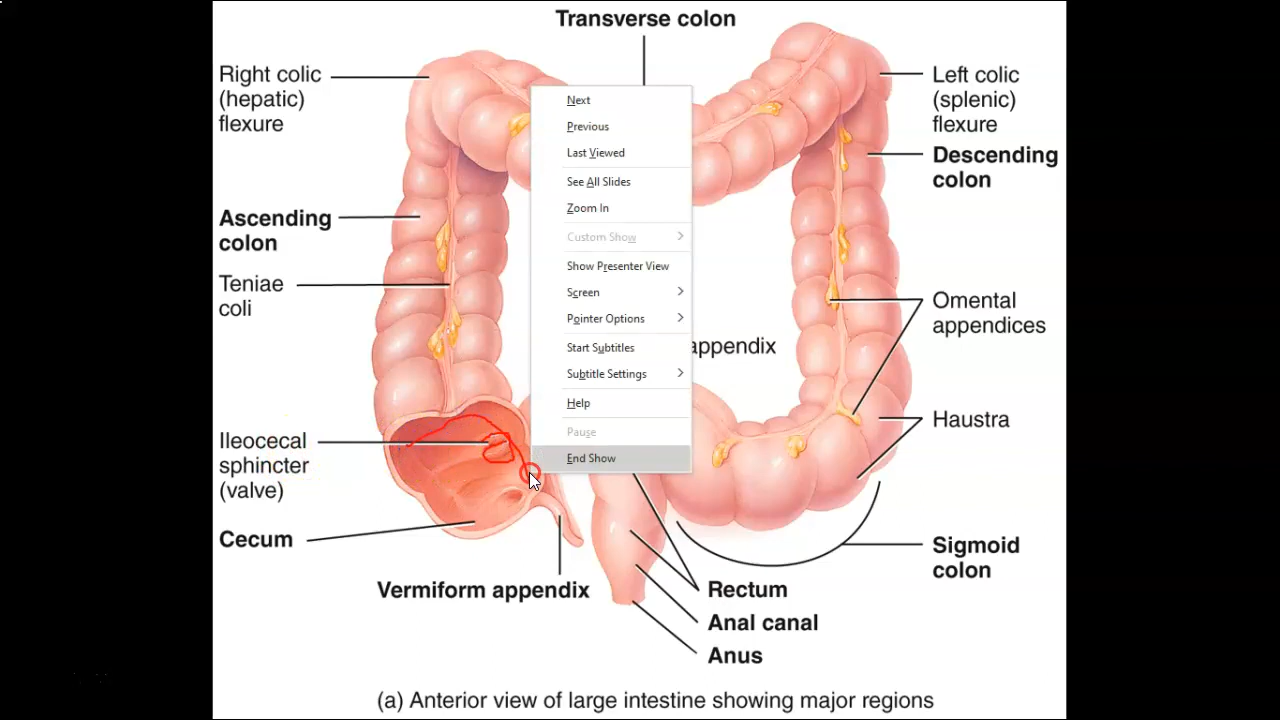 Transverse colon
Right colic
(hepatic)
flexure
Left colic
(splenic)
flexure
Descending
colon
Ascending
colon
Teniae
coli
Omental
appendices
Ileocecal
sphincter
(valve)
Haustra
Cecum
Vermiform appendix
Sigmoid
colon
Rectum
Anal canal
Anus
(a) Anterior view of large intestine showing major regions
Next
Previous
Last Viewed
See All Slides
Zoom In
Custom Show
Show Presenter View
Screen
Pointer Options
Start Subtitles
Subtitle Settings
Help
Pause
End Show
appendix